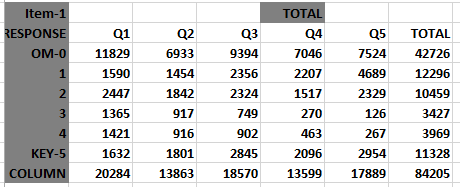 Item-1 TOTAL
RESPONSE Q1 Q2 Q3 Q4 Q5 TOTAL
OM-0 11829 6933 9394 7046 7524 42726
1 1590 1454 2356 2207 4689 12296
2 2447 1842 2324 1517 2329 10459
3 1365 917 749 270 126 3427
4 1421 916 902 463 267 3969
KEY-5 1632 1801 2845 2096 2954 11328
COLUMN 20284 13863 18570 13599 17889 84205